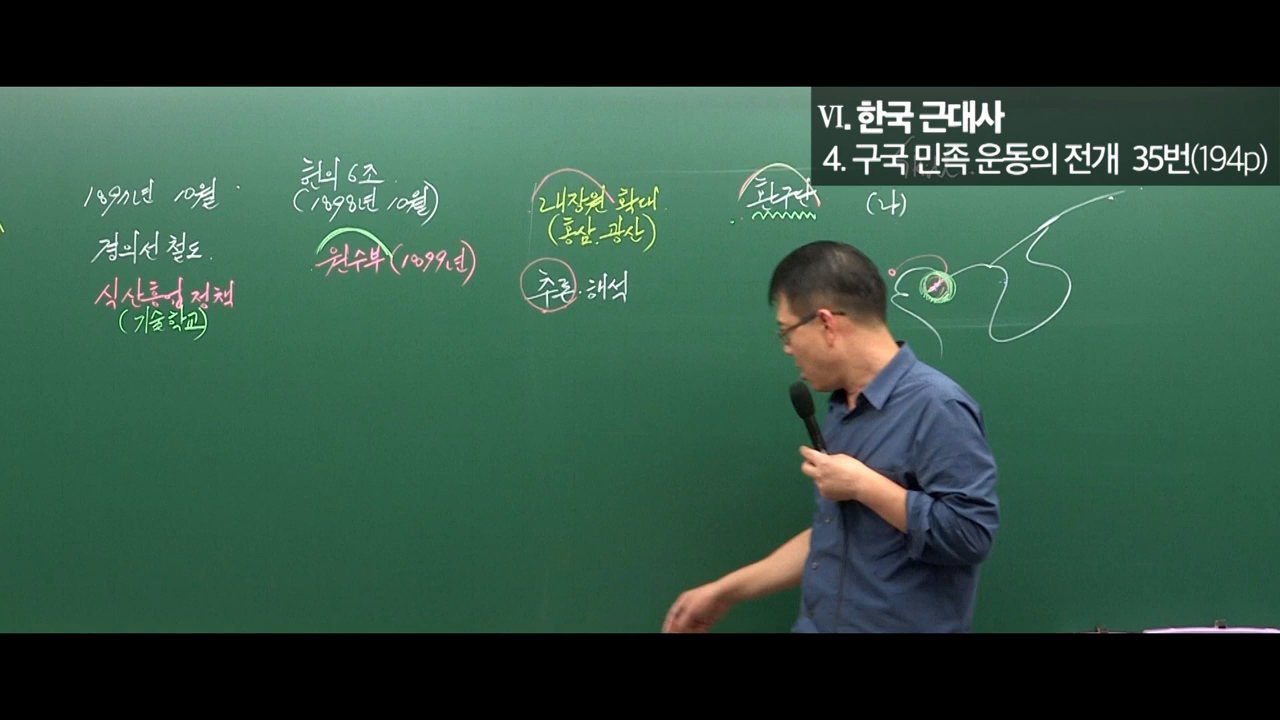 Ⅵ. 한국 근대사
4. 구국 민족 운동의 전개 35번(194p)
1897년 10월
경의선 철도.
식산흥업 정책
(기술학교)
헌의 6조.
(1898년 10월)
원수부(1899년)
내장원 확대
(홍삼.광산)
추론.해석
환구단
(나)